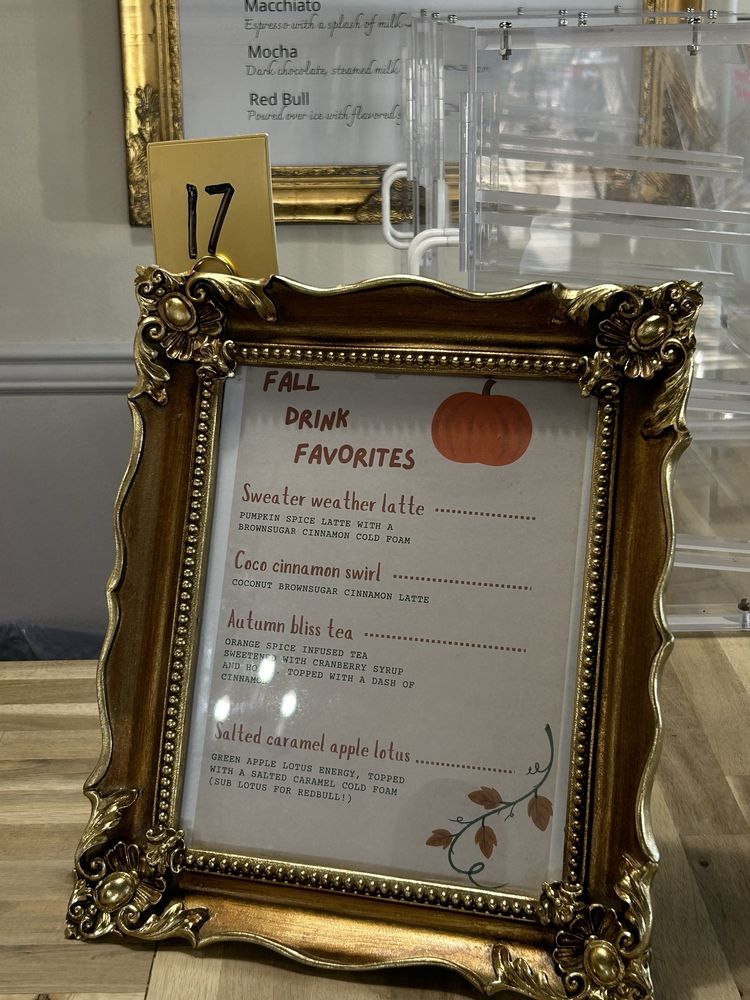 Macchiato
Espresso with a splash of milk
Mocha
Dark chocolate, steamed milk
Red Bull
Poured over ice with flavored
17
FALL
DRINK
FAVORITES
Sweater weather latte
PUMPKIN SPICE LATTE WITH A
BROWNSUGAR CINNAMON COLD FOAM
Coco cinnamon swirl
COCONUT BROWNSUGAR CINNAMON LATTE
Autumn bliss tea
ORANGE SPICE INFUSED TEA
SWEETENED WITH CRANBERRY SYRUP
AND TOPPED WITH A DASH OF
CINNAMON
Salted caramel apple lotus
GREEN APPLE LOTUS ENERGY, TOPPED
WITH A SALTED CARAMEL COLD FOAM
(SUB LOTUS FOR REDBULL!)